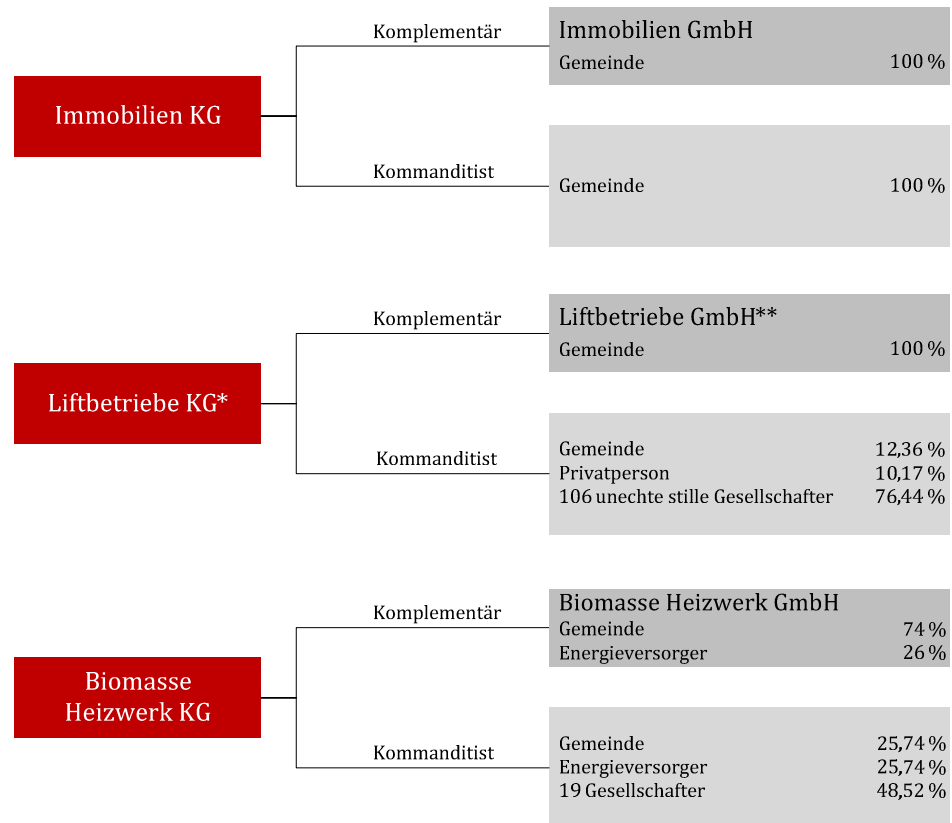 Immobilien KG
Komplementär
Immobilien GmbH
Gemeinde 100 %
Kommanditist
Gemeinde 100 %
Liftbetriebe KG*
Komplementär
Liftbetriebe GmbH**
Gemeinde 100 %
Kommanditist
Gemeinde 12,36 %
Privatperson 10,17 %
106 unechte stille Gesellschafter 76,44 %
Biomasse
Heizwerk KG
Komplementär
Biomasse Heizwerk GmbH
Gemeinde 74 %
Energieversorger 26 %
Kommanditist
Gemeinde 25,74 %
Energieversorger 25,74 %
19 Gesellschafter 48,52 %